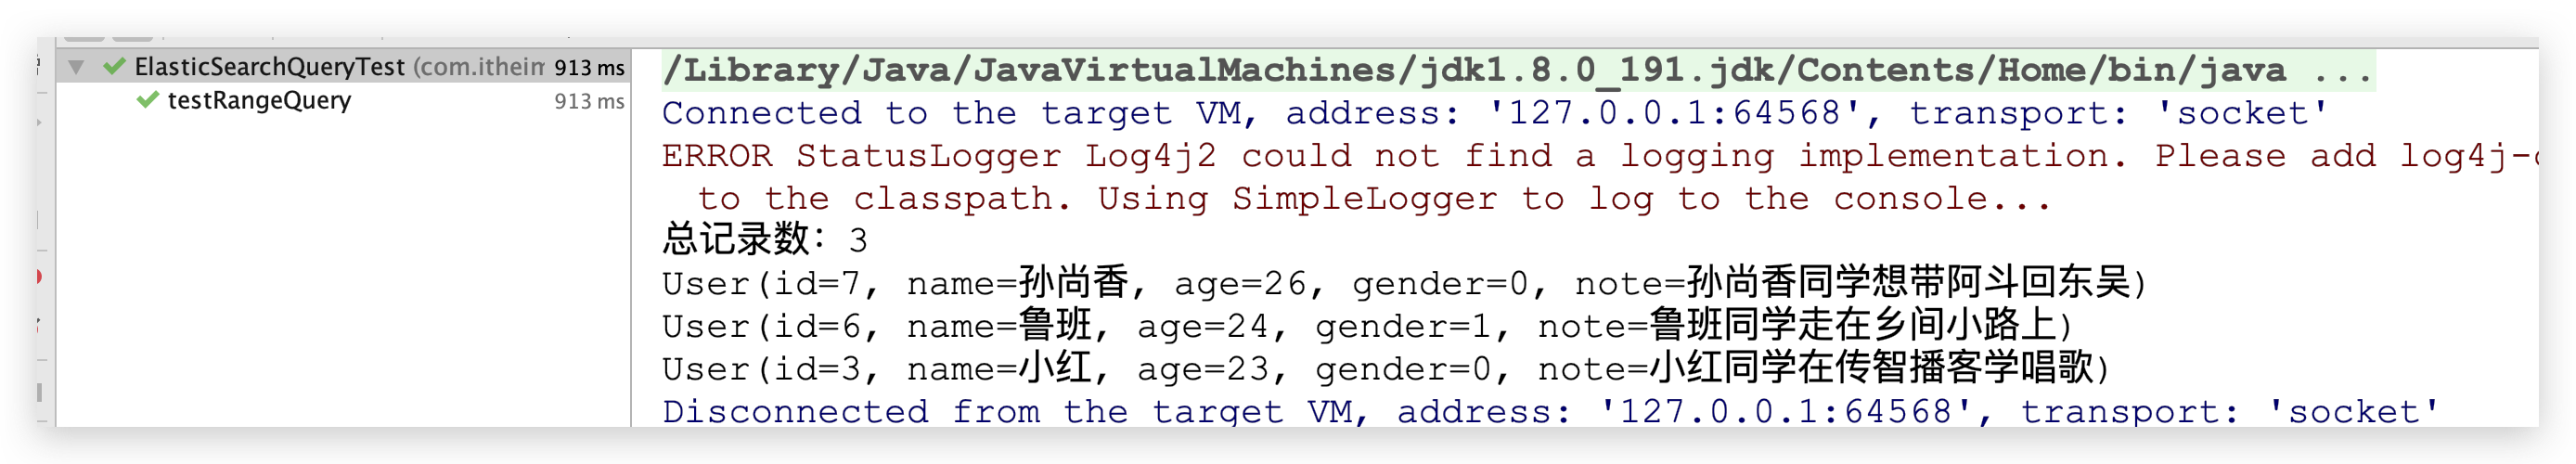 ElasticSearchQueryTest (com.itheim 913 ms
testRangeQuery 913 ms
/Library/Java/JavaVirtualMachines/jdk1.8.0_191.jdk/Contents/Home/bin/java ...
Connected to the target VM, address: '127.0.0.1:64568', transport: 'socket'
ERROR StatusLogger Log4j2 could not find a logging implementation. Please add log4j-
to the classpath. Using SimpleLogger to log to the console...
总记录数: 3
User(id=7, name=孙尚香, age=26, gender=0, note=孙尚香同学想带阿斗回东吴)
User(id=6, name=鲁班, age=24, gender=1, note=鲁班同学走在乡间小路上)
User(id=3, name=小红, age=23, gender=0, note=小红同学在传智播客学唱歌)
Disconnected from the target VM, address: '127.0.0.1:64568', transport: 'socket'